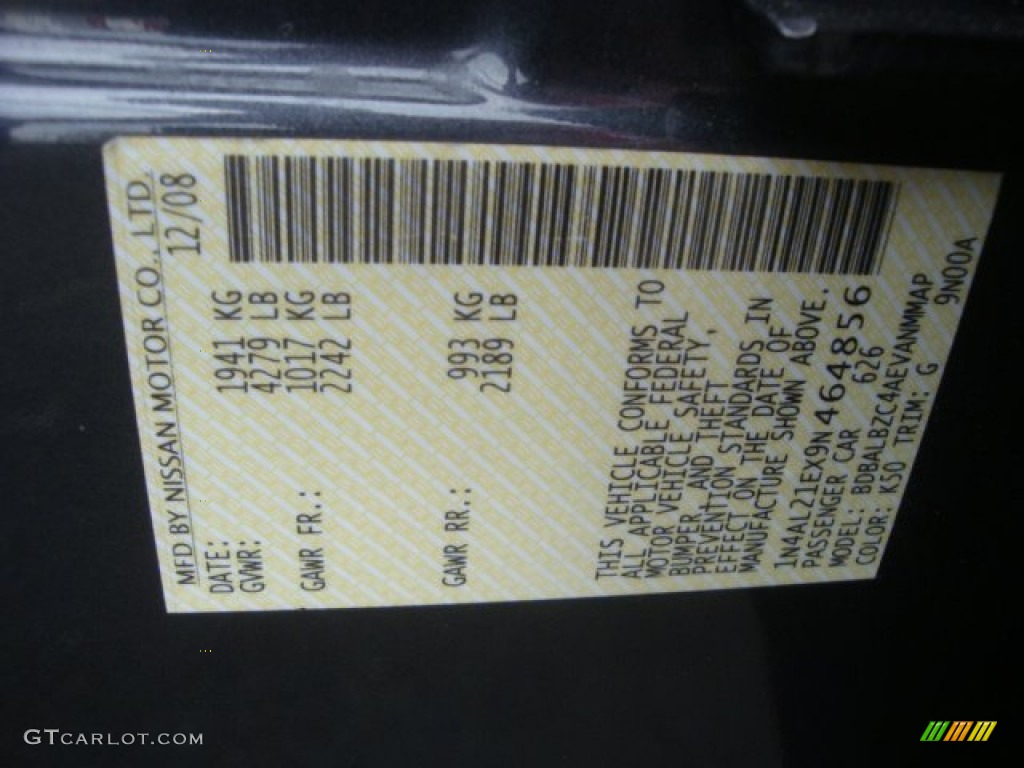 MFD BY NISSAN MOTOR CO., LTD.
DATE: 12/08
GVWR: 1941 KG
4279 LB
GAWR FR.: 1017 KG
2242 LB
GAWR RR.: 993 KG
2189 LB
THIS VEHICLE CONFORMS TO
ALL APPLICABLE FEDERAL
MOTOR VEHICLE SAFETY,
BUMPER, AND THEFT
PREVENTION STANDARDS IN
EFFECT ON THE DATE OF
MANUFACTURE SHOWN ABOVE.
1N4AL21EX9N464856
PASSENGER CAR 626
MODEL: BDBALBZC4AEVANMMAP
COLOR: K50 TRIM: G 9N00A
GTCARLOT.COM